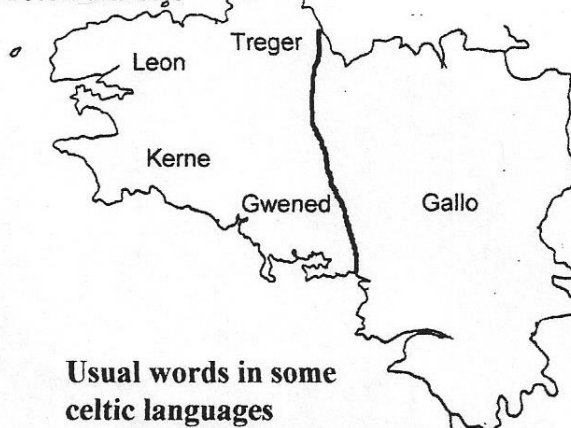 Treger
Leon
Kerne
Gwened
Gallo
Usual words in some
celtic languages